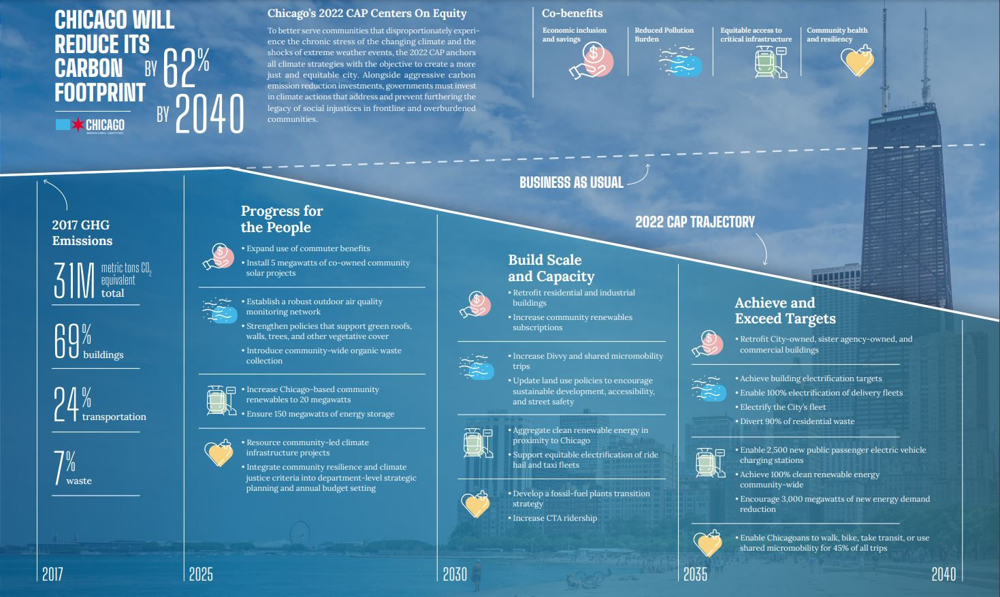 CHICAGO WILL
REDUCE ITS
CARBON
FOOTPRINT
BY 62%
BY 2040
CHICAGO
Chicago's 2022 CAP Centers On Equity
To better serve communities that disproportionately experi-
ence the chronic stress of the changing climate and the
shocks of extreme weather events, the 2022 CAP anchors
all climate strategies with the objective to create a more
just and equitable city. Alongside aggressive carbon
emission reduction investments, governments must invest
in climate actions that address and prevent furthering the
legacy of social injustices in frontline and overburdened
communities.
Co-benefits
Economic inclusion
and savings
Reduced Pollution
Burden
Equitable access to
critical infrastructure
Community health
and resiliency
BUSINESS AS USUAL
2022 CAP TRAJECTORY
2017 GHG
Emissions
31M metric tons CO2
equivalent
total
69% buildings
24% transportation
7% waste
Progress for
the People
• Expand use of commuter benefits
• Install 5 megawatts of co-owned community
solar projects
• Establish a robust outdoor air quality
monitoring network
• Strengthen policies that support green roofs,
walls, trees, and other vegetative cover
• Introduce community-wide organic waste
collection
• Increase Chicago-based community
renewables to 20 megawatts
• Ensure 150 megawatts of energy storage
• Resource community-led climate
infrastructure projects
• Integrate community resilience and climate
justice criteria into department-level strategic
planning and annual budget setting
Build Scale
and Capacity
• Retrofit residential and industrial
buildings
• Increase community renewables
subscriptions
• Increase Divvy and shared micromobility
trips
• Update land use policies to encourage
sustainable development, accessibility,
and street safety
• Aggregate clean renewable energy in
proximity to Chicago
• Support equitable electrification of ride
hail and taxi fleets
• Develop a fossil-fuel plants transition
strategy
• Increase CTA ridership
Achieve and
Exceed Targets
• Retrofit City-owned, sister agency-owned, and
commercial buildings
• Achieve building electrification targets
• Enable 100% electrification of delivery fleets
• Electrify the City's fleet
• Divert 90% of residential waste
• Enable 2,500 new public passenger electric vehicle
charging stations
• Achieve 100% clean renewable energy
community-wide
• Encourage 3,000 megawatts of new energy demand
reduction
• Enable Chicagoans to walk, bike, take transit, or use
shared micromobility for 45% of all trips
2017
2025
2030
2035
2040